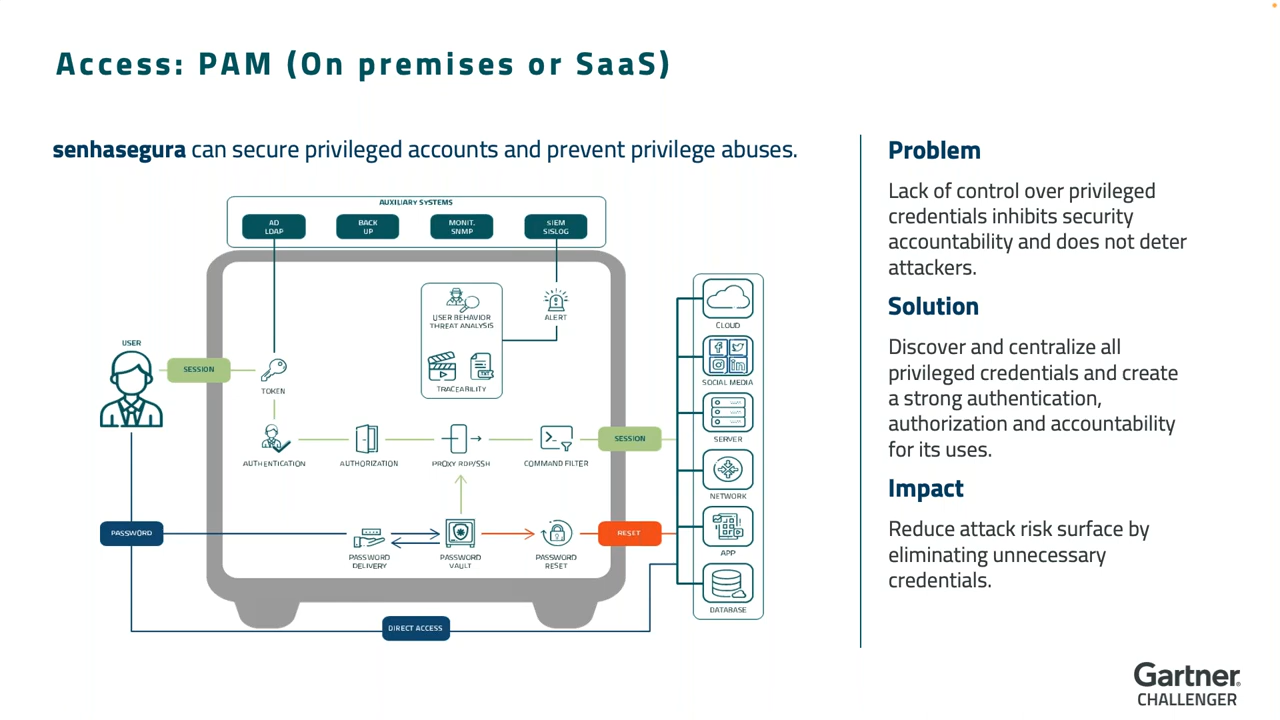 Access: PAM (On premises or SaaS)
senhasegura can secure privileged accounts and prevent privilege abuses.
AUXILIARY SYSTEMS
AD
LDAP
BACK
UP
MONIT.
SNMP
SIEM
SISLOG
USER BEHAVIOR
THREAT ANALYSIS
TRACEABILITY
ALERT
USER
SESSION
TOKEN
AUTHENTICATION
AUTHORIZATION
PROXY RDP/SSH
COMMAND FILTER
SESSION
PASSWORD
PASSWORD
DELIVERY
PASSWORD
VAULT
PASSWORD
RESET
RESET
DIRECT ACCESS
CLOUD
SOCIAL MEDIA
SERVER
NETWORK
APP
DATABASE
Problem
Lack of control over privileged
credentials inhibits security
accountability and does not deter
attackers.
Solution
Discover and centralize all
privileged credentials and create
a strong authentication,
authorization and accountability
for its uses.
Impact
Reduce attack risk surface by
eliminating unnecessary
credentials.
Gartner
CHALLENGER